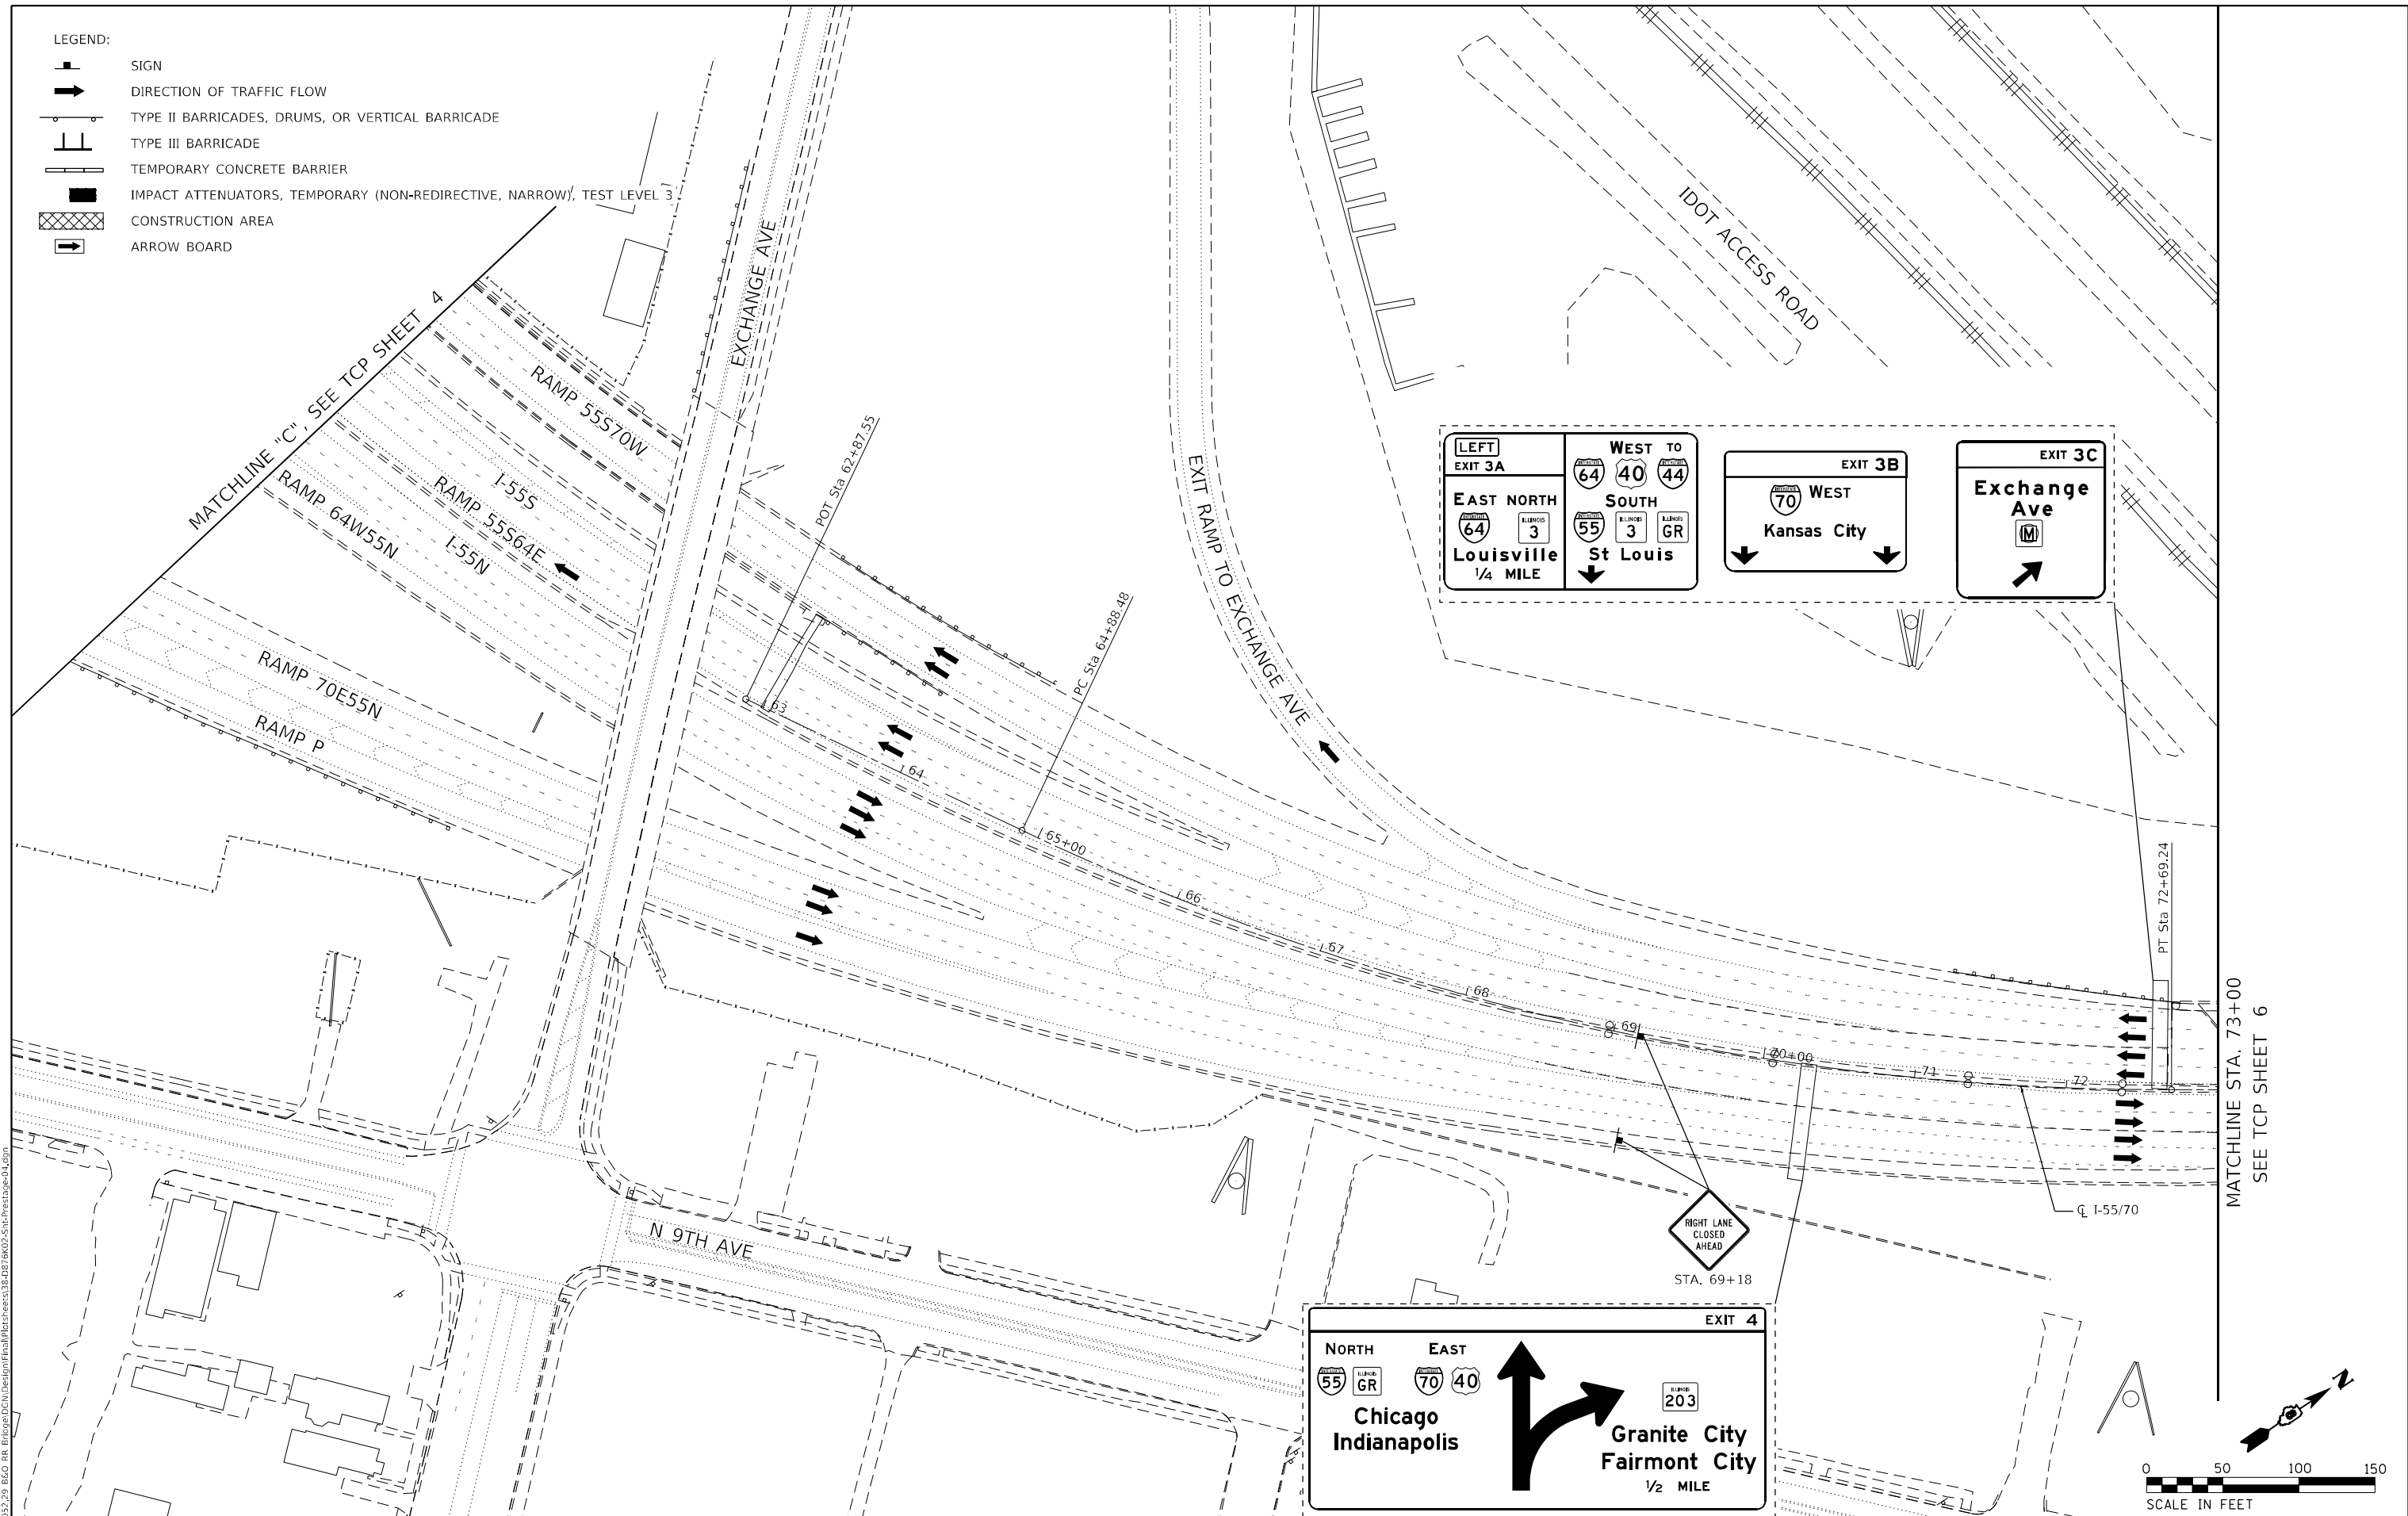 LEGEND:
SIGN
DIRECTION OF TRAFFIC FLOW
TYPE II BARRICADES, DRUMS, OR VERTICAL BARRICADE
TYPE III BARRICADE
TEMPORARY CONCRETE BARRIER
IMPACT ATTENUATORS, TEMPORARY (NON-REDIRECTIVE, NARROW), TEST LEVEL 3
CONSTRUCTION AREA
ARROW BOARD
MATCHLINE "C", SEE TCP SHEET 4
EXCHANGE AVE
RAMP 55S70W
I-55S
RAMP 55S64E
I-55N
RAMP 64W55N
RAMP 70E55N
RAMP P
POT Sta 62+87.55
PC Sta 64+88.48
EXIT RAMP TO EXCHANGE AVE
IDOT ACCESS ROAD
LEFT
EXIT 3A
EAST NORTH
64
ILLINOIS
3
Louisville
1/4 MILE
WEST TO
64 40 44
SOUTH
55
ILLINOIS
3
ILLINOIS
GR
St Louis
EXIT 3B
70 WEST
Kansas City
EXIT 3C
Exchange
Ave
M
63
64
65+00
66
67
68
69
70+00
71
72
PT Sta 72+69.24
MATCHLINE STA. 73+00
SEE TCP SHEET 6
℄ I-55/70
RIGHT LANE
CLOSED
AHEAD
STA. 69+18
N 9TH AVE
EXIT 4
NORTH EAST
55
ILLINOIS
GR
70 40
Chicago
Indianapolis
ILLINOIS
203
Granite City
Fairmont City
1/2 MILE
N
0 50 100 150
SCALE IN FEET